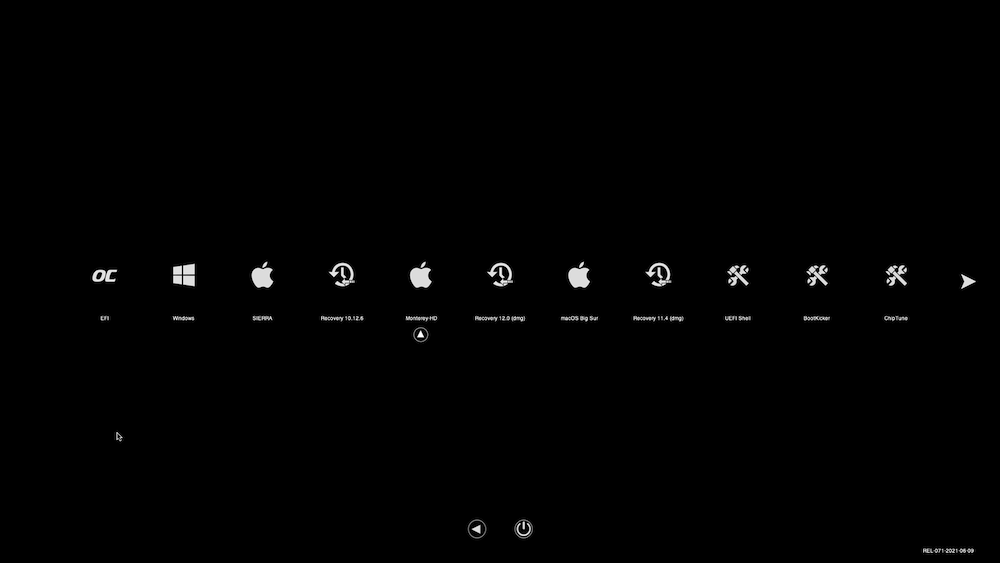 OC
EFI
Windows
SIERRA
Recovery 10.12.6
Monterey-HD
Recovery 12.0 (dmg)
macOS Big Sur
Recovery 11.4 (dmg)
UEFI Shell
BootKicker
ChipTune
REL-071-2021-06-09